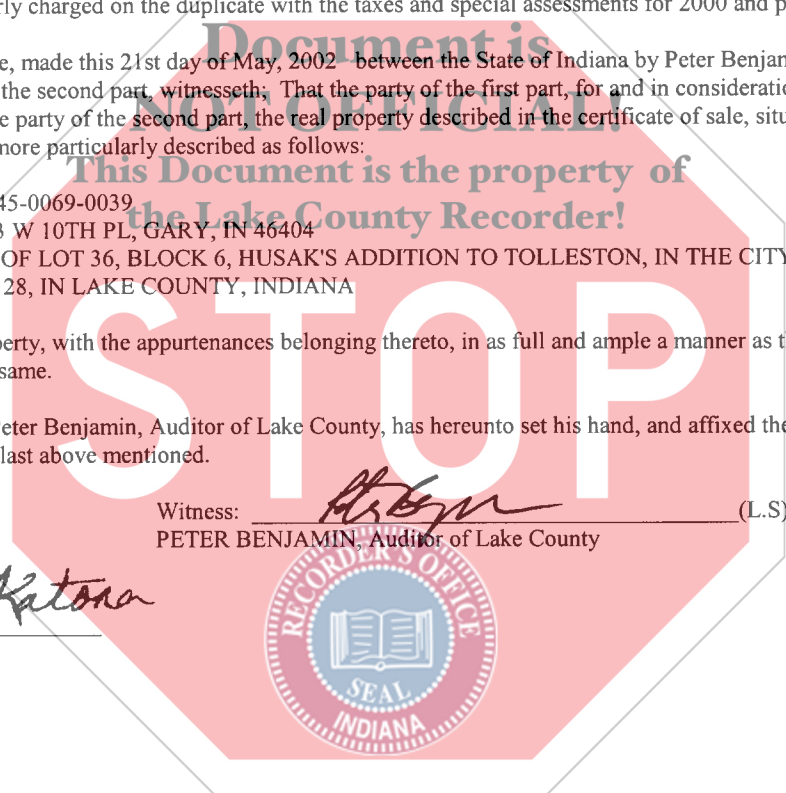 rly charged on the duplicate with the taxes and special assessments for 2000 and p
Document is
e, made this 21st day of May, 2002 between the State of Indiana by Peter Benjam
the second part, witnesseth; That the party of the first part, for and in consideratio
NOT OFFICIAL!
e party of the second part, the real property described in the certificate of sale, situ
more particularly described as follows:
This Document is the property of
45-0069-0039
the Lake County Recorder!
3 W 10TH PL, GARY, IN 46404
OF LOT 36, BLOCK 6, HUSAK'S ADDITION TO TOLLESTON, IN THE CITY
28, IN LAKE COUNTY, INDIANA
STOP
erty, with the appurtenances belonging thereto, in as full and ample a manner as t
same.
Peter Benjamin, Auditor of Lake County, has hereunto set his hand, and affixed the
last above mentioned.
Witness: (L.S)
PETER BENJAMIN, Auditor of Lake County
Katona
RECORDER'S OFFICE
SEAL
INDIANA